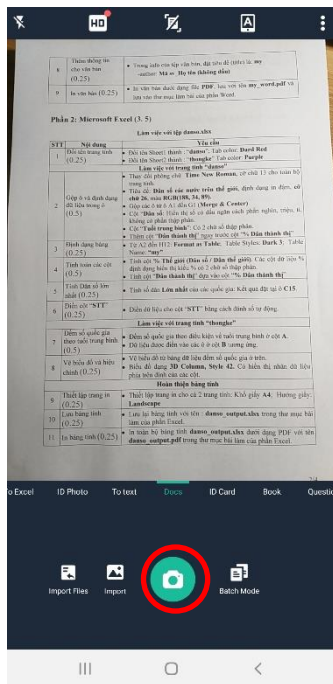 HD
A
8
Thêm thông tin cho văn bản (0.25)
Trong info của tệp văn bản, đặt tiêu đề (title) là: my
author: Mã sv_Họ tên (không dấu)
9
In văn bản (0.25)
In văn bản dưới dạng file PDF, lưu với tên my_word.pdf và
lưu vào thư mục làm bài của phần Word.
Phần 2: Microsoft Excel (3. 5)
Làm việc với tệp danso.xlsx
STT
Nội dung
Yêu cầu
1
Đổi tên trang tính (0.25)
Đổi tên Sheet1 thành : "danso"; Tab color: Dard Red
Đổi tên Sheet2 thành: "thongke" Tab color: Purple
Làm việc với trang tính "danso"
2
Gộp ô và định dạng dữ liệu trong ô (0.5)
Thay đổi phông chữ: Time New Roman, cỡ chữ 13 cho toàn bộ
trang tính.
Tiêu đề: Dân số các nước trên thế giới, định dạng in đậm, cỡ
chữ 26, màu RGB(188, 34, 89).
Gộp các ô từ A1 đến G1 (Merge & Center)
Cột "Dân số: Hiển thị số có dấu ngăn cách phần nghìn, triệu, tỉ,
không có phần thập phân.
Cột "Tuổi trung bình": Có 2 chữ số thập phân.
Thêm cột "Dân thành thị" ngay trước cột "% Dân thành thị"
3
Định dạng bảng (0.25)
Từ A2 đến H12: Format as Table; Table Styles: Dark 3; Table
Name: "my"
4
Tính toán các cột (0.5)
Tính cột % Thế giới (Dân số / Dân thế giới). Các cột dữ liệu %
định dạng hiển thị kiểu % có 2 chữ số thập phân.
Tính cột "Dân thành thị" dựa vào cột "% Dân thành thị"
5
Tính Dân số lớn nhất (0.25)
Tính số dân Lớn nhất của các quốc gia: Kết quả đặt tại ô C15.
6
Điền cột "STT" (0.25)
Điền dữ liệu cho cột "STT" bằng cách đánh số tự động.
Làm việc với trang tính "thongke"
7
Đếm số quốc gia theo tuổi trung bình (0.5)
Đếm số quốc gia theo điều kiện về tuổi trung bình ở cột A.
Dữ liệu được điền vào các ô ở cột B tương ứng.
8
Vẽ biểu đồ và hiệu chỉnh (0.25)
Vẽ biểu đồ từ bảng dữ liệu đếm số quốc gia ở trên.
Biểu đồ dạng 3D Column, Style 42. Có hiển thị nhãn dữ liệu
phía bên đỉnh của các cột.
Hoàn thiện bảng tính
9
Thiết lập trang in (0.25)
Thiết lập trang in cho cả 2 trang tính: Khổ giấy A4; Hướng giấy:
Landscape
10
Lưu bảng tính (0.25)
Lưu lại bảng tính với tên : danso_output.xlsx trong thư mục bài
làm của phần Excel.
11
In bảng tính (0.25)
In toàn bộ bảng tính danso_output.xlsx dưới dạng PDF với tên
danso_output.pdf trong thư mục bài làm của phần Excel.
o Excel ID Photo To text Docs ID Card Book Questi
Import Files Import Batch Mode